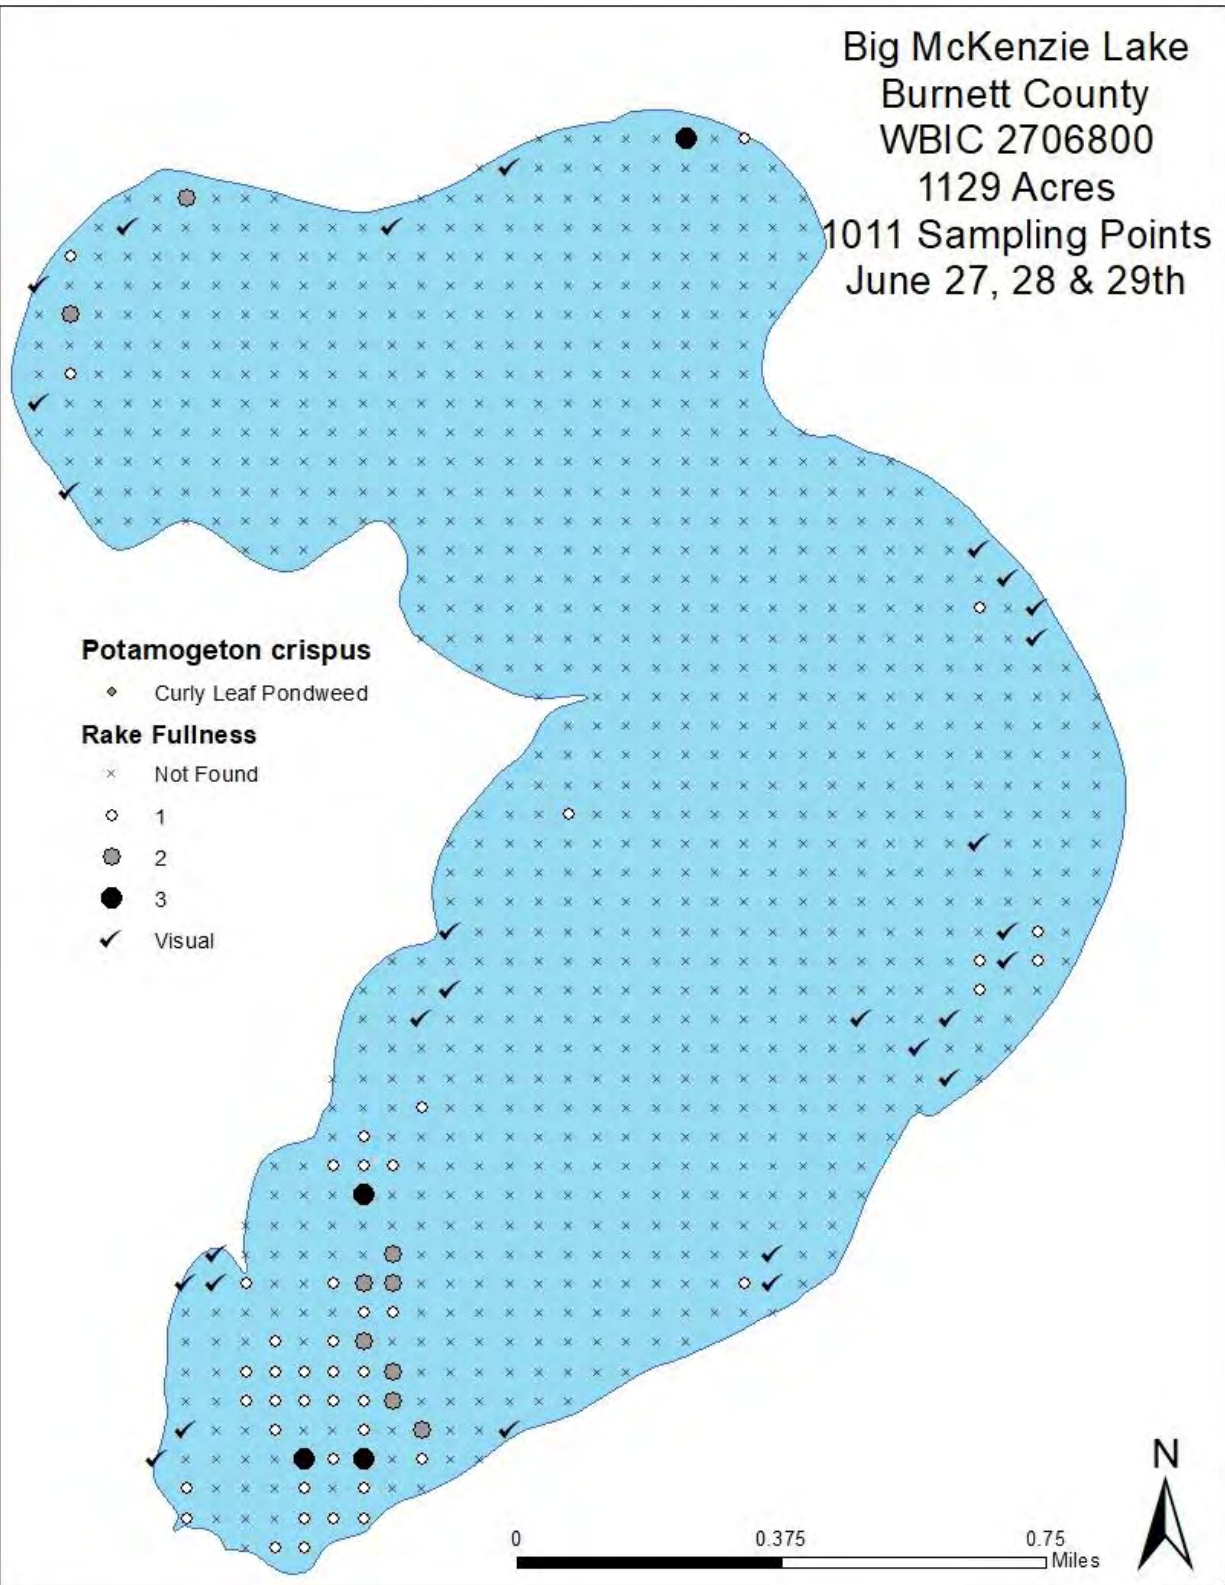 Big McKenzie Lake
Burnett County
WBIC 2706800
1129 Acres
1011 Sampling Points
June 27, 28 & 29th
Potamogeton crispus
Curly Leaf Pondweed
Rake Fullness
Not Found
1
2
3
Visual
N
0 0.375 0.75
Miles